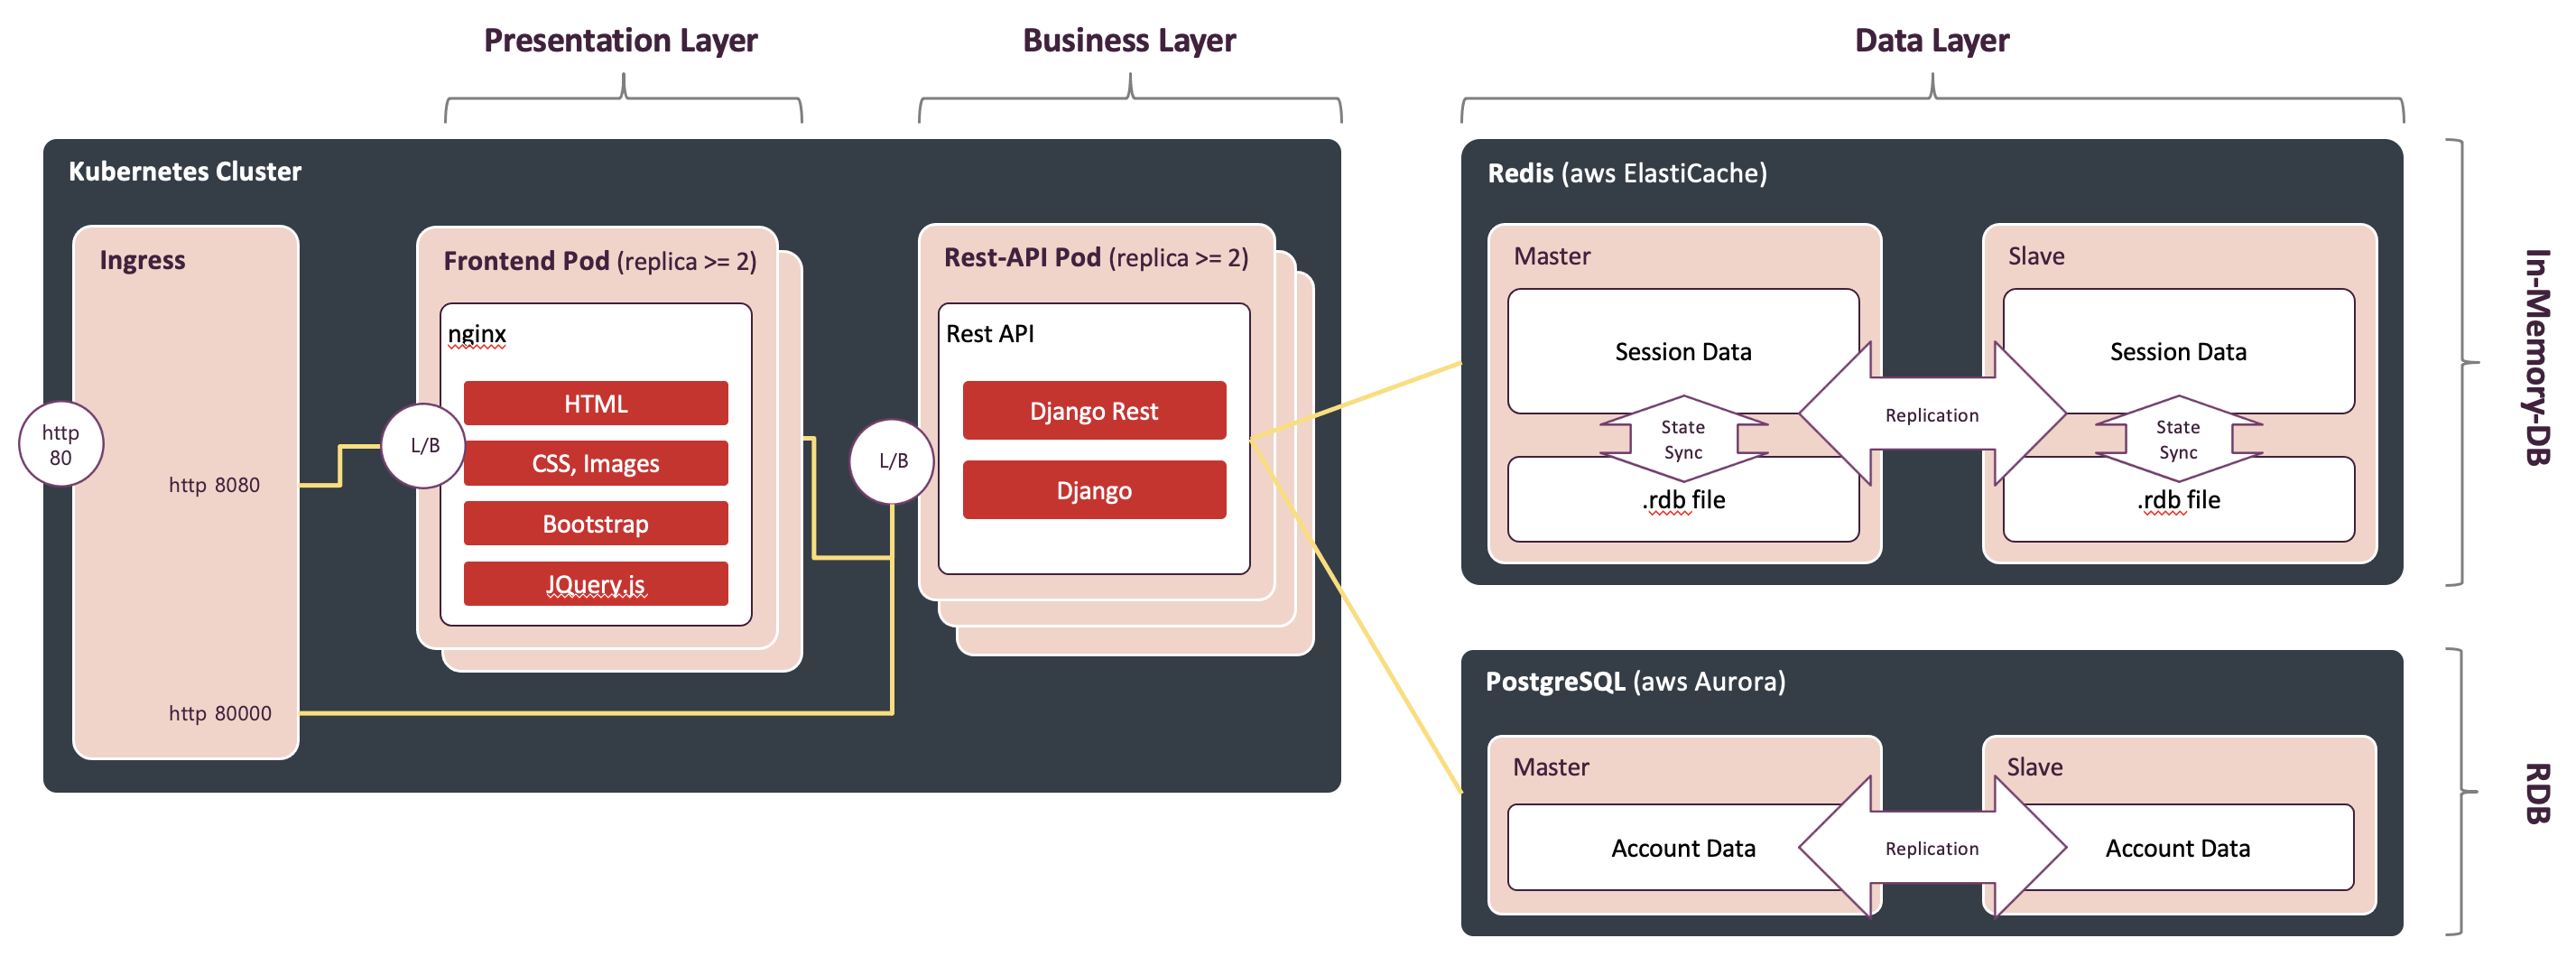 Presentation Layer
Business Layer
Data Layer
Kubernetes Cluster
Ingress
http
80
http 8080
http 80000
L/B
Frontend Pod (replica >= 2)
nginx
HTML
CSS, Images
Bootstrap
JQuery.js
L/B
Rest-API Pod (replica >= 2)
Rest API
Django Rest
Django
Redis (aws ElastiCache)
Master
Session Data
State
Sync
.rdb file
Replication
Slave
Session Data
State
Sync
.rdb file
In-Memory-DB
PostgreSQL (aws Aurora)
Master
Account Data
Replication
Slave
Account Data
RDB